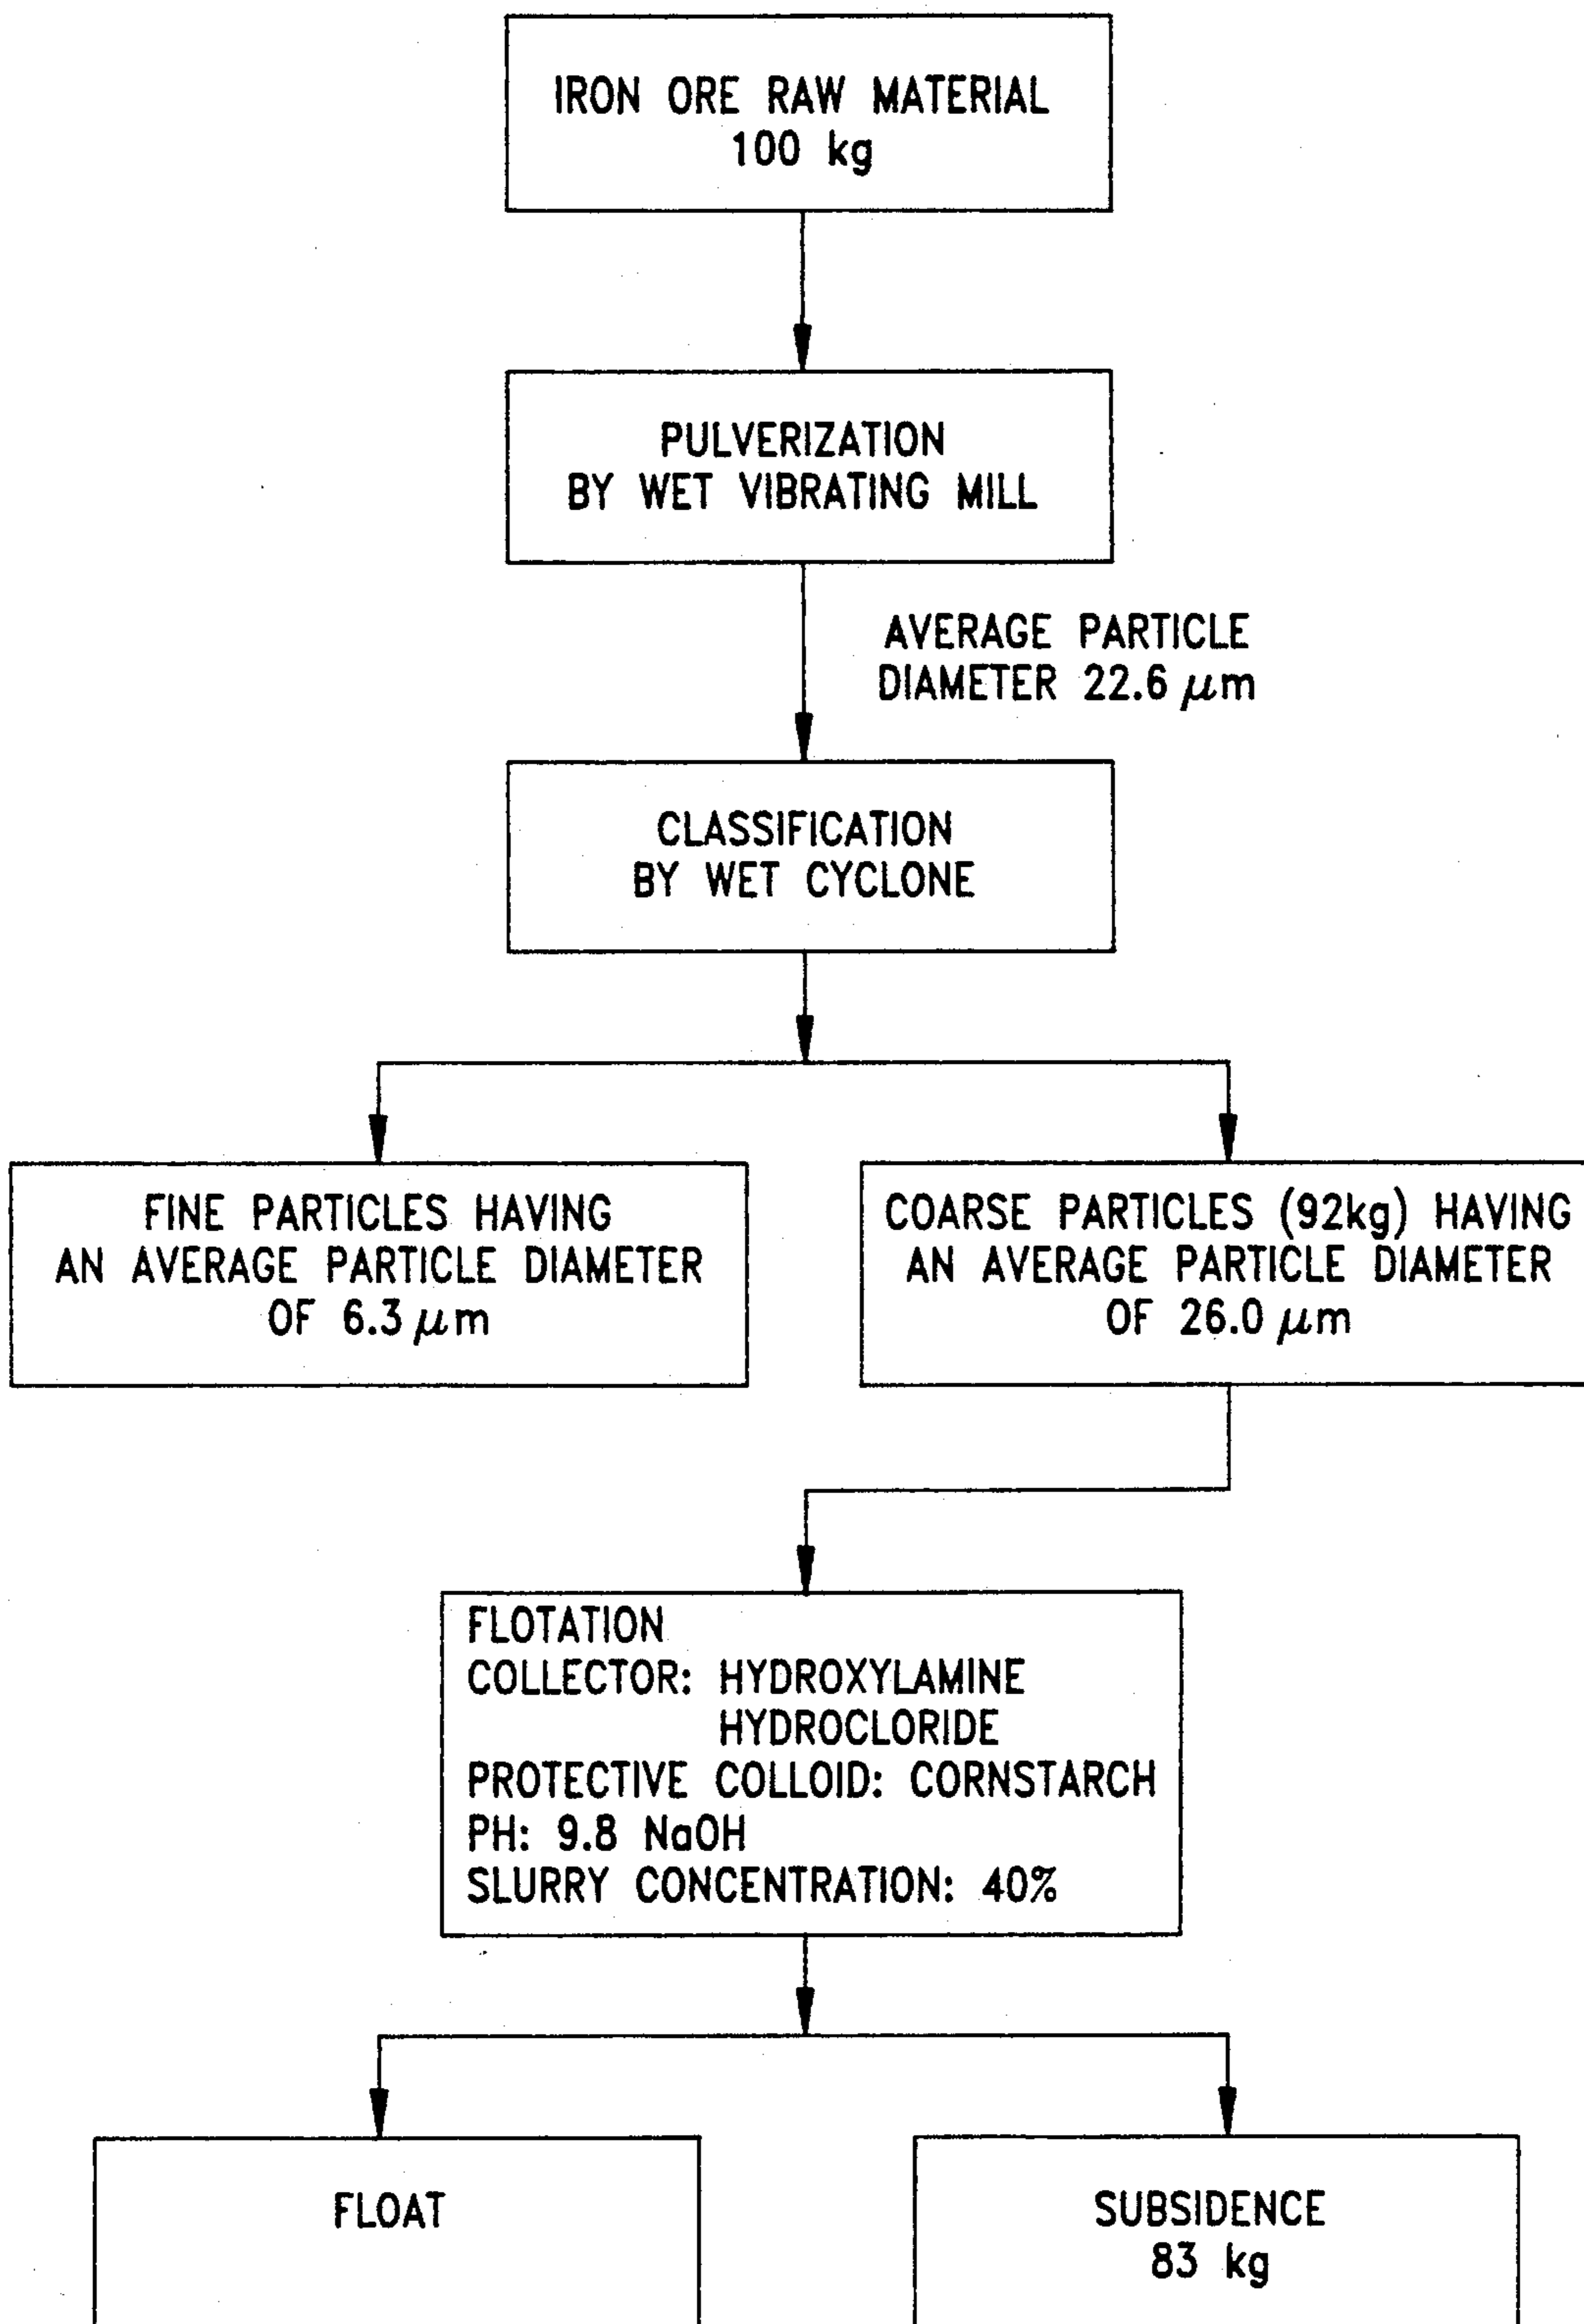 IRON ORE RAW MATERIAL
100 kg
PULVERIZATION
BY WET VIBRATING MILL
AVERAGE PARTICLE
DIAMETER 22.6 μm
CLASSIFICATION
BY WET CYCLONE
FINE PARTICLES HAVING
AN AVERAGE PARTICLE DIAMETER
OF 6.3 μm
COARSE PARTICLES (92kg) HAVING
AN AVERAGE PARTICLE DIAMETER
OF 26.0 μm
FLOTATION
COLLECTOR: HYDROXYLAMINE
HYDROCLORIDE
PROTECTIVE COLLOID: CORNSTARCH
PH: 9.8 NaOH
SLURRY CONCENTRATION: 40%
FLOAT
SUBSIDENCE
83 kg